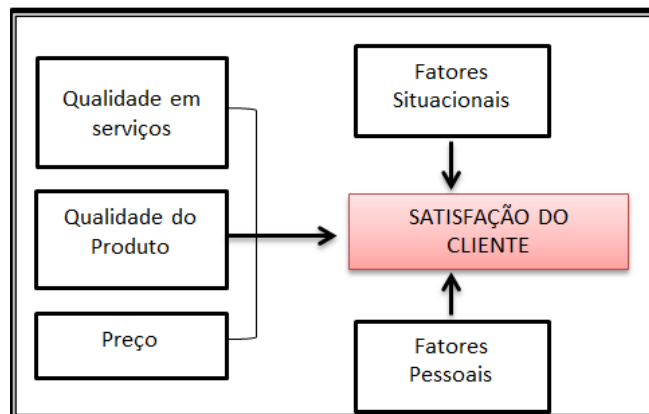 Qualidade em
serviços
Qualidade do
Produto
Preço
Fatores
Situacionais
SATISFAÇÃO DO
CLIENTE
Fatores
Pessoais